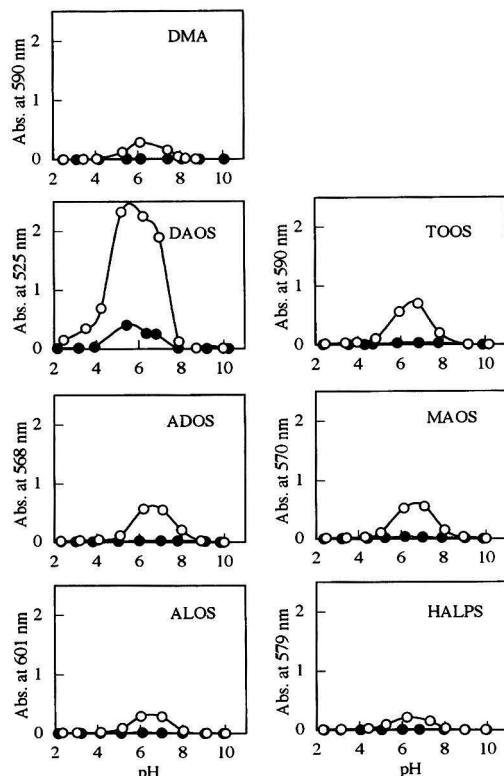 DMA
Abs. at 590 nm
2
1
0
2 4 6 8 10
DAOS
Abs. at 525 nm
2
1
0
2 4 6 8 10
TOOS
Abs. at 590 nm
2
1
0
2 4 6 8 10
ADOS
Abs. at 568 nm
2
1
0
2 4 6 8 10
MAOS
Abs. at 570 nm
2
1
0
2 4 6 8 10
ALOS
Abs. at 601 nm
2
1
0
2 4 6 8 10
pH
HALPS
Abs. at 579 nm
2
1
0
2 4 6 8 10
pH